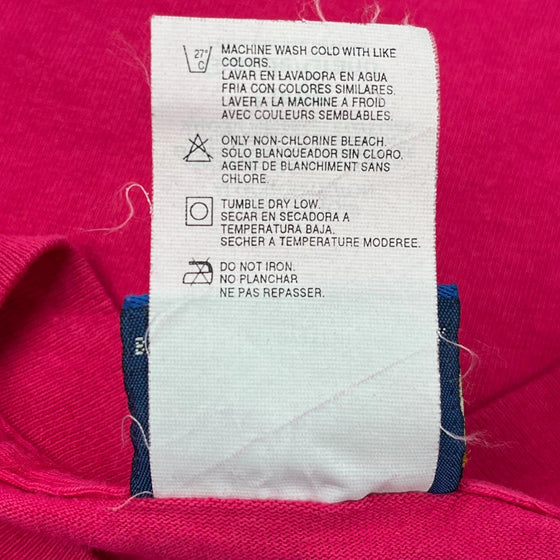 27°
C
MACHINE WASH COLD WITH LIKE
COLORS.
LAVAR EN LAVADORA EN AGUA
FRIA CON COLORES SIMILARES.
LAVER A LA MACHINE A FROID
AVEC COULEURS SEMBLABLES.
ONLY NON-CHLORINE BLEACH.
SÓLO BLANQUEADOR SIN CLORO.
AGENT DE BLANCHIMENT SANS
CHLORE.
TUMBLE DRY LOW.
SECAR EN SECADORA A
TEMPERATURA BAJA.
SECHER A TEMPERATURE MODEREE.
DO NOT IRON.
NO PLANCHAR
NE PAS REPASSER.